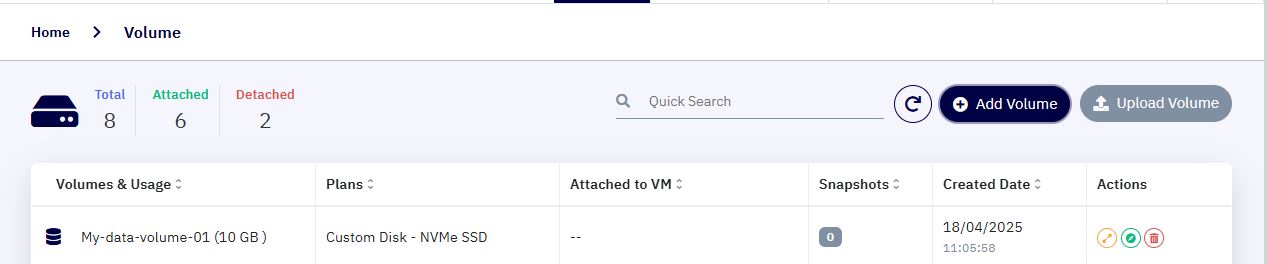 Home > Volume
Total Attached Detached
8 6 2
Quick Search
Add Volume
Upload Volume
Volumes & Usage Plans Attached to VM Snapshots Created Date Actions
My-data-volume-01 (10 GB ) Custom Disk - NVMe SSD -- 0 18/04/2025
11:05:58